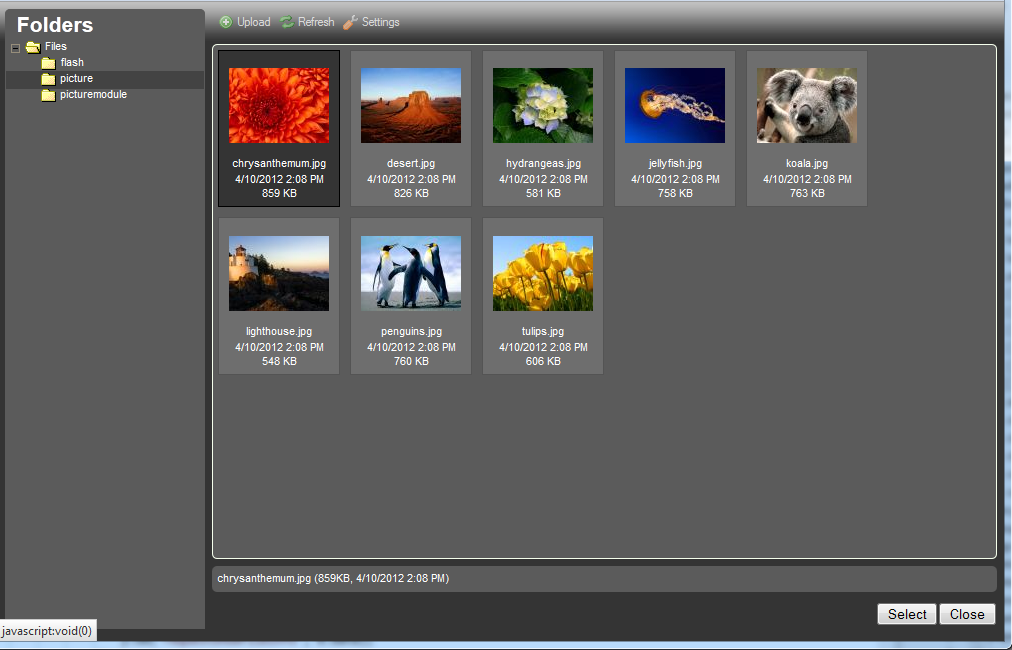 Folders
Files
flash
picture
picturemodule
Upload Refresh Settings
chrysanthemum.jpg
4/10/2012 2:08 PM
859 KB
desert.jpg
4/10/2012 2:08 PM
826 KB
hydrangeas.jpg
4/10/2012 2:08 PM
581 KB
jellyfish.jpg
4/10/2012 2:08 PM
758 KB
koala.jpg
4/10/2012 2:08 PM
763 KB
lighthouse.jpg
4/10/2012 2:08 PM
548 KB
penguins.jpg
4/10/2012 2:08 PM
760 KB
tulips.jpg
4/10/2012 2:08 PM
606 KB
chrysanthemum.jpg (859KB, 4/10/2012 2:08 PM)
Select Close
javascript:void(0)